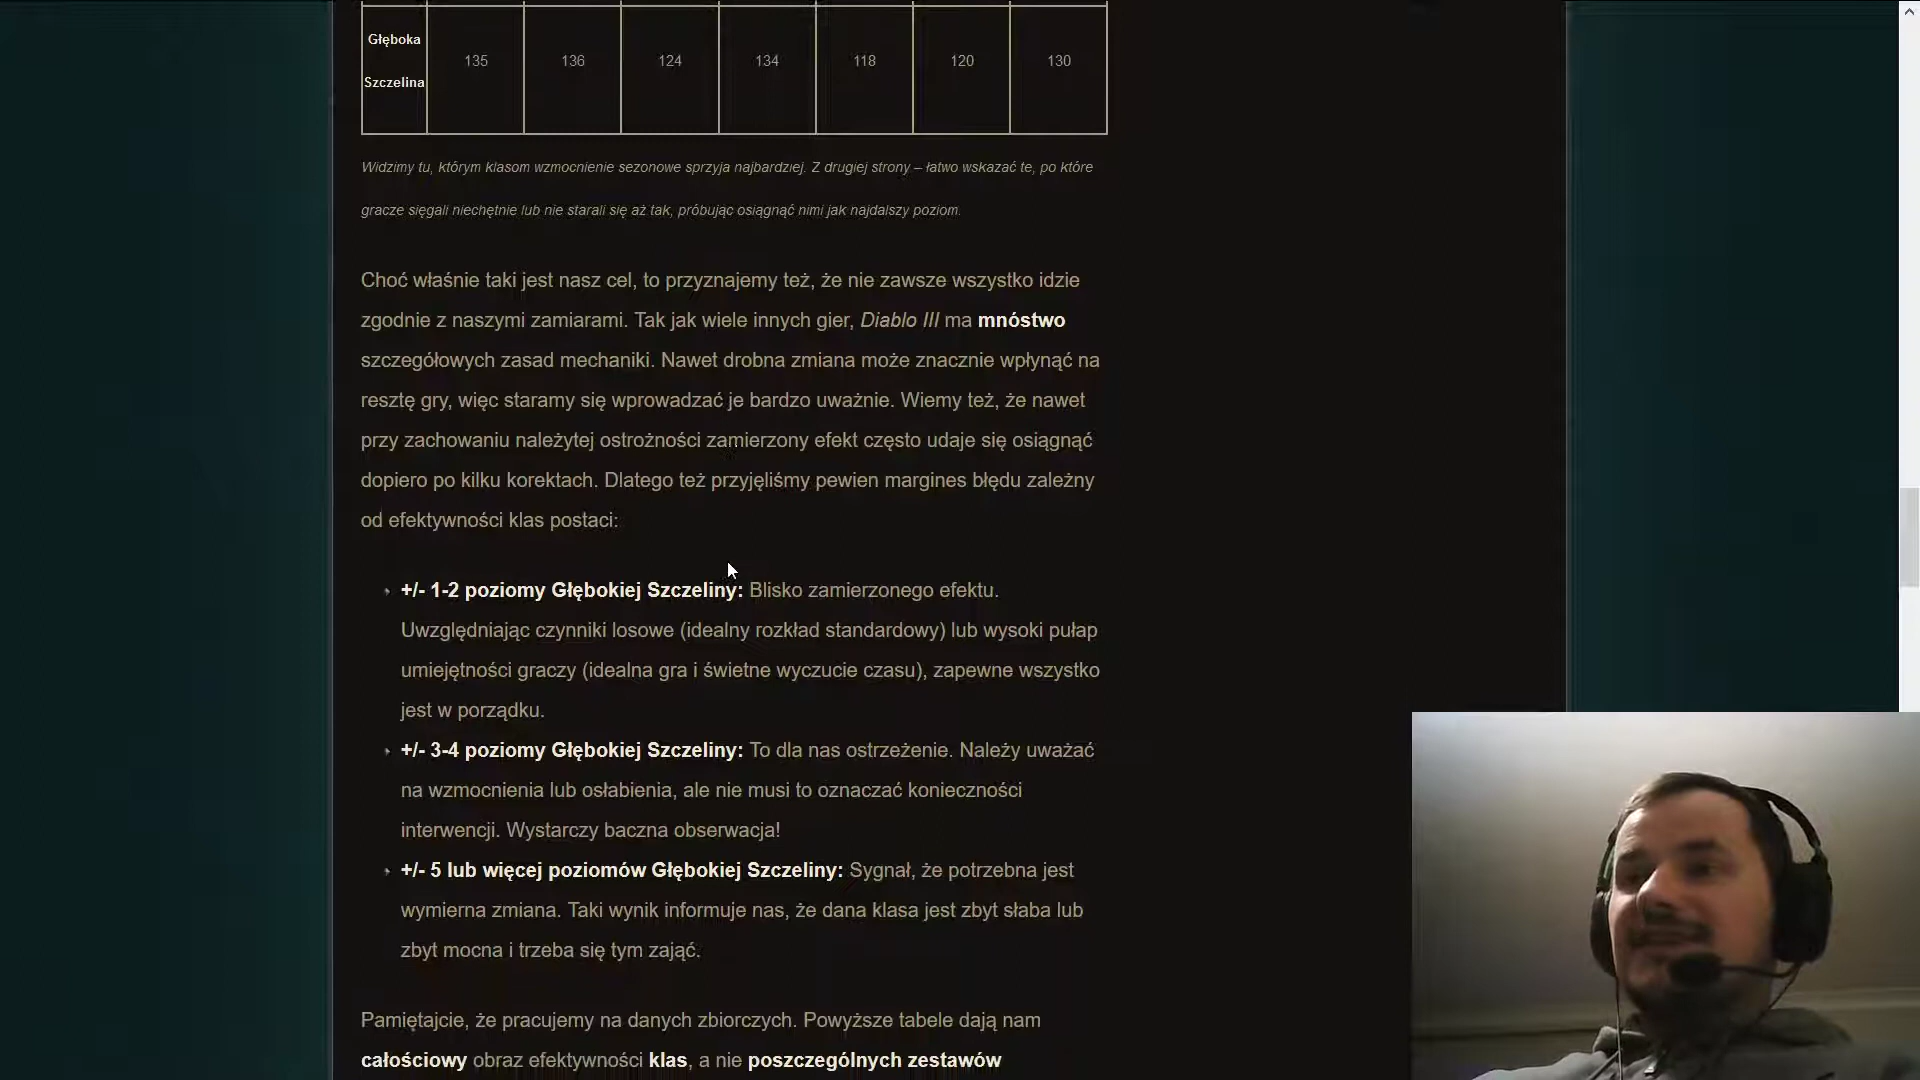 Głęboka
Szczelina
135 136 124 134 118 120 130
Widzimy tu, którym klasom wzmocnienie sezonowe sprzyja najbardziej. Z drugiej strony – łatwo wskazać te, po które
gracze sięgali niechętnie lub nie starali się aż tak, próbując osiągnąć nimi jak najdalszy poziom.
Choć właśnie taki jest nasz cel, to przyznajemy też, że nie zawsze wszystko idzie
zgodnie z naszymi zamiarami. Tak jak wiele innych gier, Diablo III ma mnóstwo
szczegółowych zasad mechaniki. Nawet drobna zmiana może znacznie wpłynąć na
resztę gry, więc staramy się wprowadzać je bardzo uważnie. Wiemy też, że nawet
przy zachowaniu należytej ostrożności zamierzony efekt często udaje się osiągnąć
dopiero po kilku korektach. Dlatego też przyjęliśmy pewien margines błędu zależny
od efektywności klas postaci:
+/- 1-2 poziomy Głębokiej Szczeliny: Blisko zamierzonego efektu.
Uwzględniając czynniki losowe (idealny rozkład standardowy) lub wysoki pułap
umiejętności graczy (idealna gra i świetne wyczucie czasu), zapewne wszystko
jest w porządku.
+/- 3-4 poziomy Głębokiej Szczeliny: To dla nas ostrzeżenie. Należy uważać
na wzmocnienia lub osłabienia, ale nie musi to oznaczać konieczności
interwencji. Wystarczy baczna obserwacja!
+/- 5 lub więcej poziomów Głębokiej Szczeliny: Sygnał, że potrzebna jest
wymierna zmiana. Taki wynik informuje nas, że dana klasa jest zbyt słaba lub
zbyt mocna i trzeba się tym zająć.
Pamiętajcie, że pracujemy na danych zbiorczych. Powyższe tabele dają nam
całościowy obraz efektywności klas, a nie poszczególnych zestawów